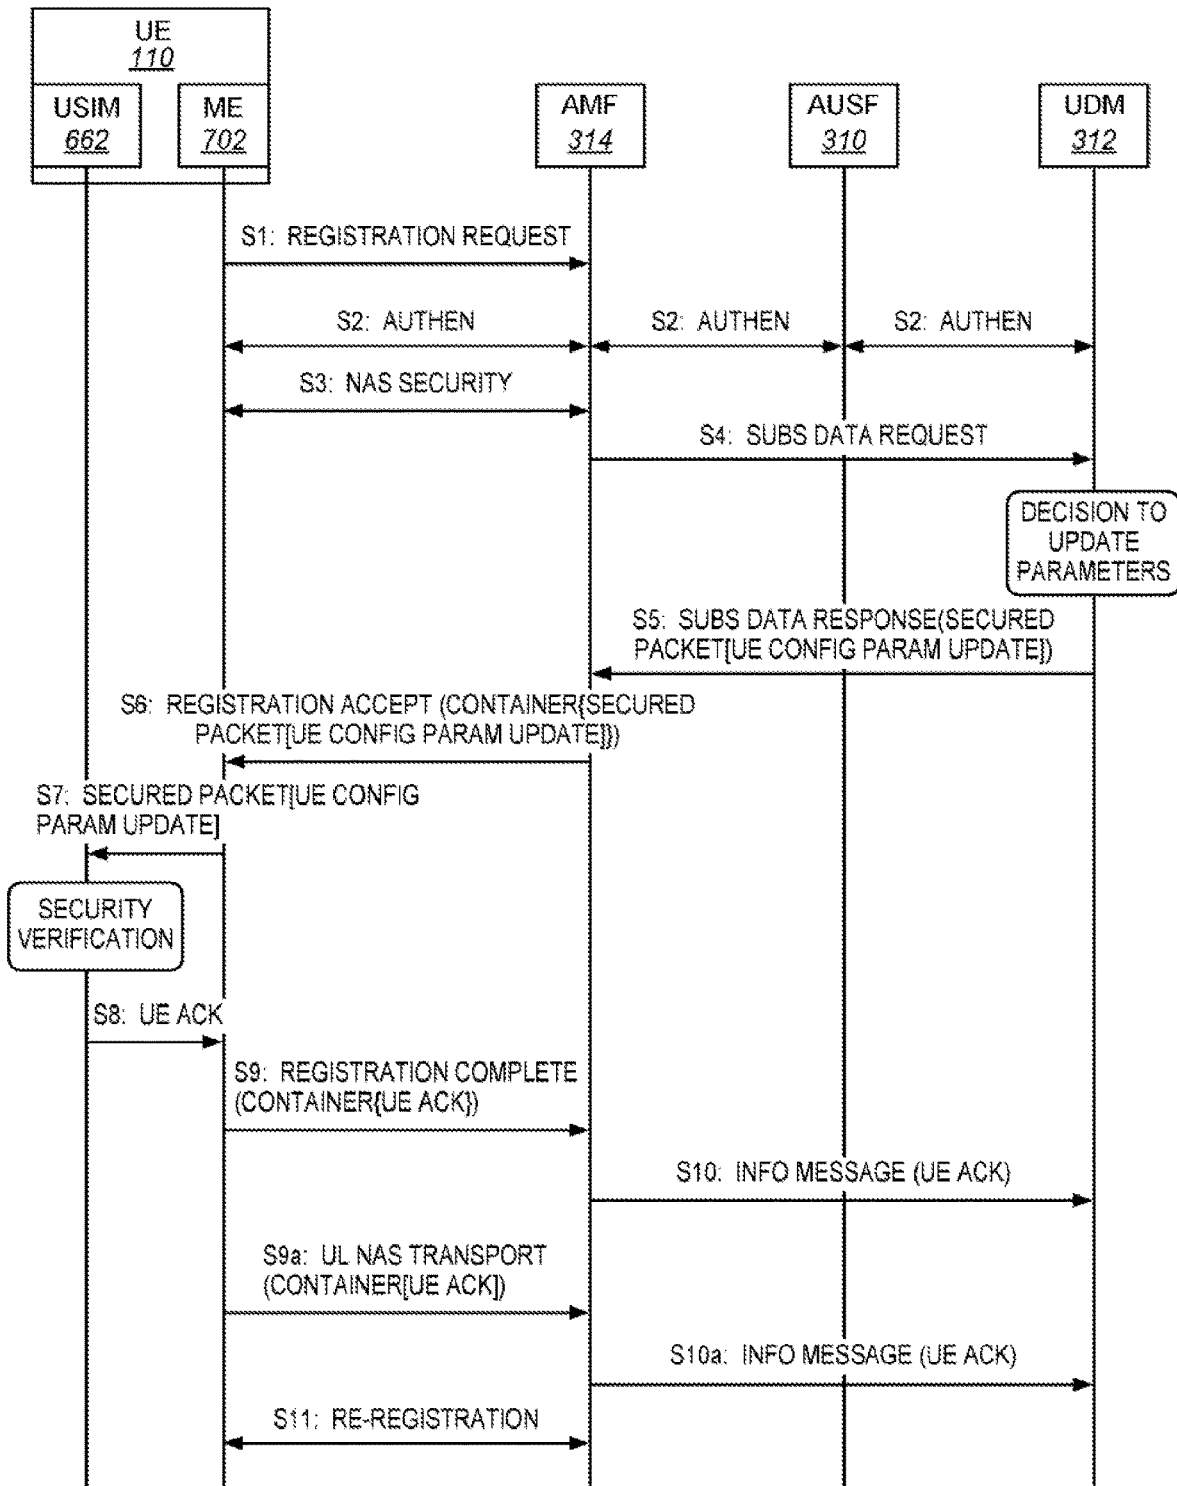 UE
110
USIM
662
ME
702
AMF
314
AUSF
310
UDM
312
S1: REGISTRATION REQUEST
S2: AUTHEN
S2: AUTHEN
S2: AUTHEN
S3: NAS SECURITY
S4: SUBS DATA REQUEST
DECISION TO
UPDATE
PARAMETERS
S5: SUBS DATA RESPONSE(SECURED
PACKET[UE CONFIG PARAM UPDATE])
S6: REGISTRATION ACCEPT (CONTAINER{SECURED
PACKET[UE CONFIG PARAM UPDATE]})
S7: SECURED PACKET[UE CONFIG
PARAM UPDATE]
SECURITY
VERIFICATION
S8: UE ACK
S9: REGISTRATION COMPLETE
(CONTAINER{UE ACK})
S10: INFO MESSAGE (UE ACK)
S9a: UL NAS TRANSPORT
(CONTAINER[UE ACK])
S10a: INFO MESSAGE (UE ACK)
S11: RE-REGISTRATION